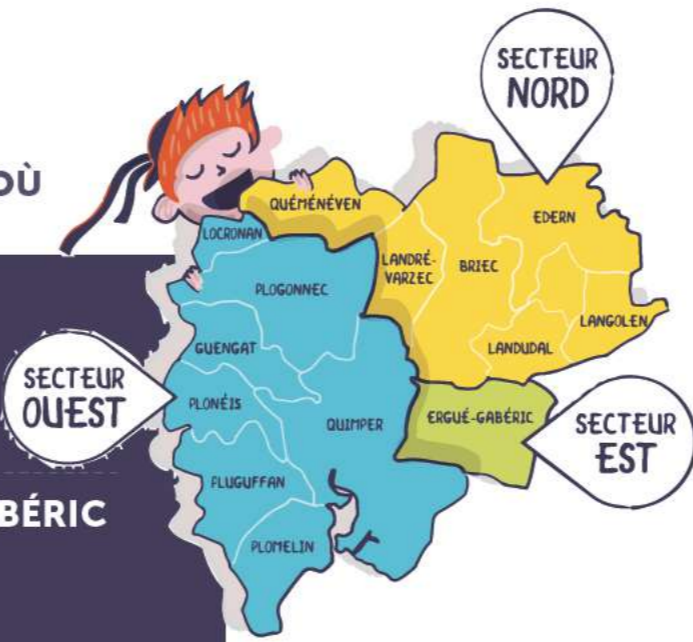 SECTEUR
NORD
OÙ
QUÉMÉNÉVEN
EDERN
LOCRONAN
LANDRÉ-
VARZEC
BRIEC
PLOGONNEC
LANGOLEN
GUENGAT
LANDUDAL
SECTEUR
OUEST
PLONÉIS
QUIMPER
ERGUÉ-GABÉRIC
SECTEUR
EST
PLUGUFFAN
BÉRIC
PLOMELIN